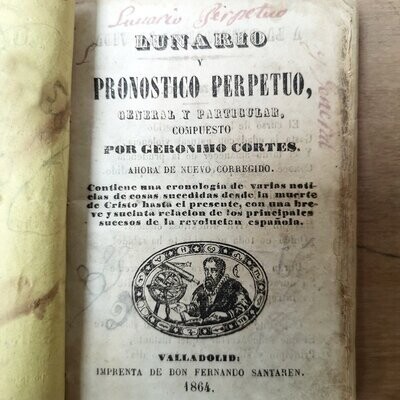 Lunario Perpetuo
LUNARIO
Y
PRONOSTICO PERPETUO,
GENERAL Y PARTICULAR,
COMPUESTO
POR GERONIMO CORTES.
AHORA DE NUEVO CORREGIDO.
Contiene una cronologia de varias noti-
cias de cosas sucedidas desde la muerte
de Cristo hasta el presente, con una bre-
ve y sucinta relacion de los principales
sucesos de la revolucion española.
VALLADOLID:
IMPRENTA DE DON FERNANDO SANTAREN.
1864.